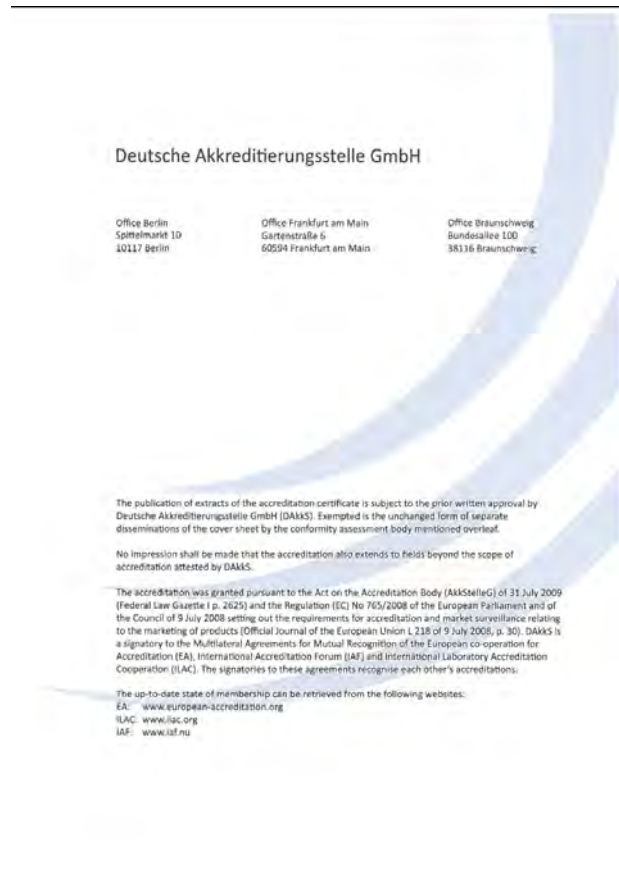 Deutsche Akkreditierungsstelle GmbH
Office Berlin
Spittelmarkt 10
10117 Berlin
Office Frankfurt am Main
Gartenstraße 6
60594 Frankfurt am Main
Office Braunschweig
Bundesallee 100
38116 Braunschweig
The publication of extracts of the accreditation certificate is subject to the prior written approval by
Deutsche Akkreditierungsstelle GmbH (DAkkS). Exempted is the unchanged form of separate
disseminations of the cover sheet by the conformity assessment body mentioned overleaf.
No impression shall be made that the accreditation also extends to fields beyond the scope of
accreditation attested by DAkkS.
The accreditation was granted pursuant to the Act on the Accreditation Body (AkkStelleG) of 31 July 2009
(Federal Law Gazette I p. 2625) and the Regulation (EC) No 765/2008 of the European Parliament and of
the Council of 9 July 2008 setting out the requirements for accreditation and market surveillance relating
to the marketing of products (Official Journal of the European Union L 218 of 9 July 2008, p. 30). DAkkS is
a signatory to the Multilateral Agreements for Mutual Recognition of the European co-operation for
Accreditation (EA), International Accreditation Forum (IAF) and International Laboratory Accreditation
Cooperation (ILAC). The signatories to these agreements recognise each other's accreditations.
The up-to-date state of membership can be retrieved from the following websites:
EA: www.european-accreditation.org
ILAC: www.ilac.org
IAF: www.iaf.nu